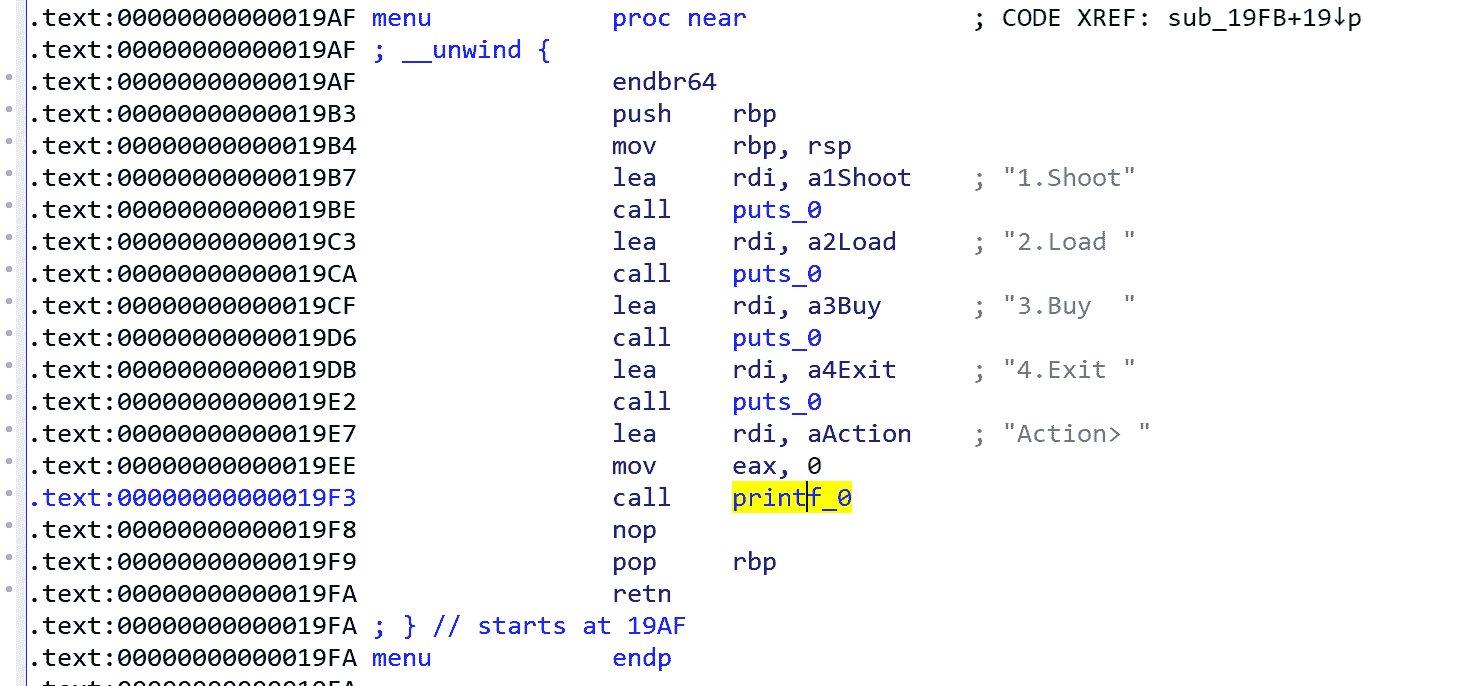 .text:00000000000019AF menu            proc near               ; CODE XREF: sub_19FB+19↓p
.text:00000000000019AF ; __unwind {
.text:00000000000019AF                 endbr64
.text:00000000000019B3                 push    rbp
.text:00000000000019B4                 mov     rbp, rsp
.text:00000000000019B7                 lea     rdi, a1Shoot    ; "1.Shoot"
.text:00000000000019BE                 call    puts_0
.text:00000000000019C3                 lea     rdi, a2Load     ; "2.Load "
.text:00000000000019CA                 call    puts_0
.text:00000000000019CF                 lea     rdi, a3Buy      ; "3.Buy  "
.text:00000000000019D6                 call    puts_0
.text:00000000000019DB                 lea     rdi, a4Exit     ; "4.Exit "
.text:00000000000019E2                 call    puts_0
.text:00000000000019E7                 lea     rdi, aAction    ; "Action> "
.text:00000000000019EE                 mov     eax, 0
.text:00000000000019F3                 call    printf_0
.text:00000000000019F8                 nop
.text:00000000000019F9                 pop     rbp
.text:00000000000019FA                 retn
.text:00000000000019FA ; } // starts at 19AF
.text:00000000000019FA menu            endp
.text:00000000000019FA